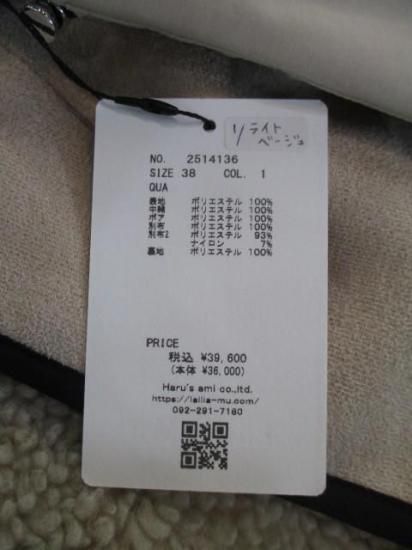 リライト
ベージュ
NO. 2514136
SIZE 38 COL. 1
QUA
表地 ポリエステル 100%
中綿 ポリエステル 100%
ボア ポリエステル 100%
別布 ポリエステル 100%
別布2 ポリエステル 93%
ナイロン 7%
裏地 ポリエステル 100%
PRICE
税込 ¥39,600
(本体 ¥36,000)
Haru's ami co.,ltd.
https://lallia-mu.com/
092-291-7160